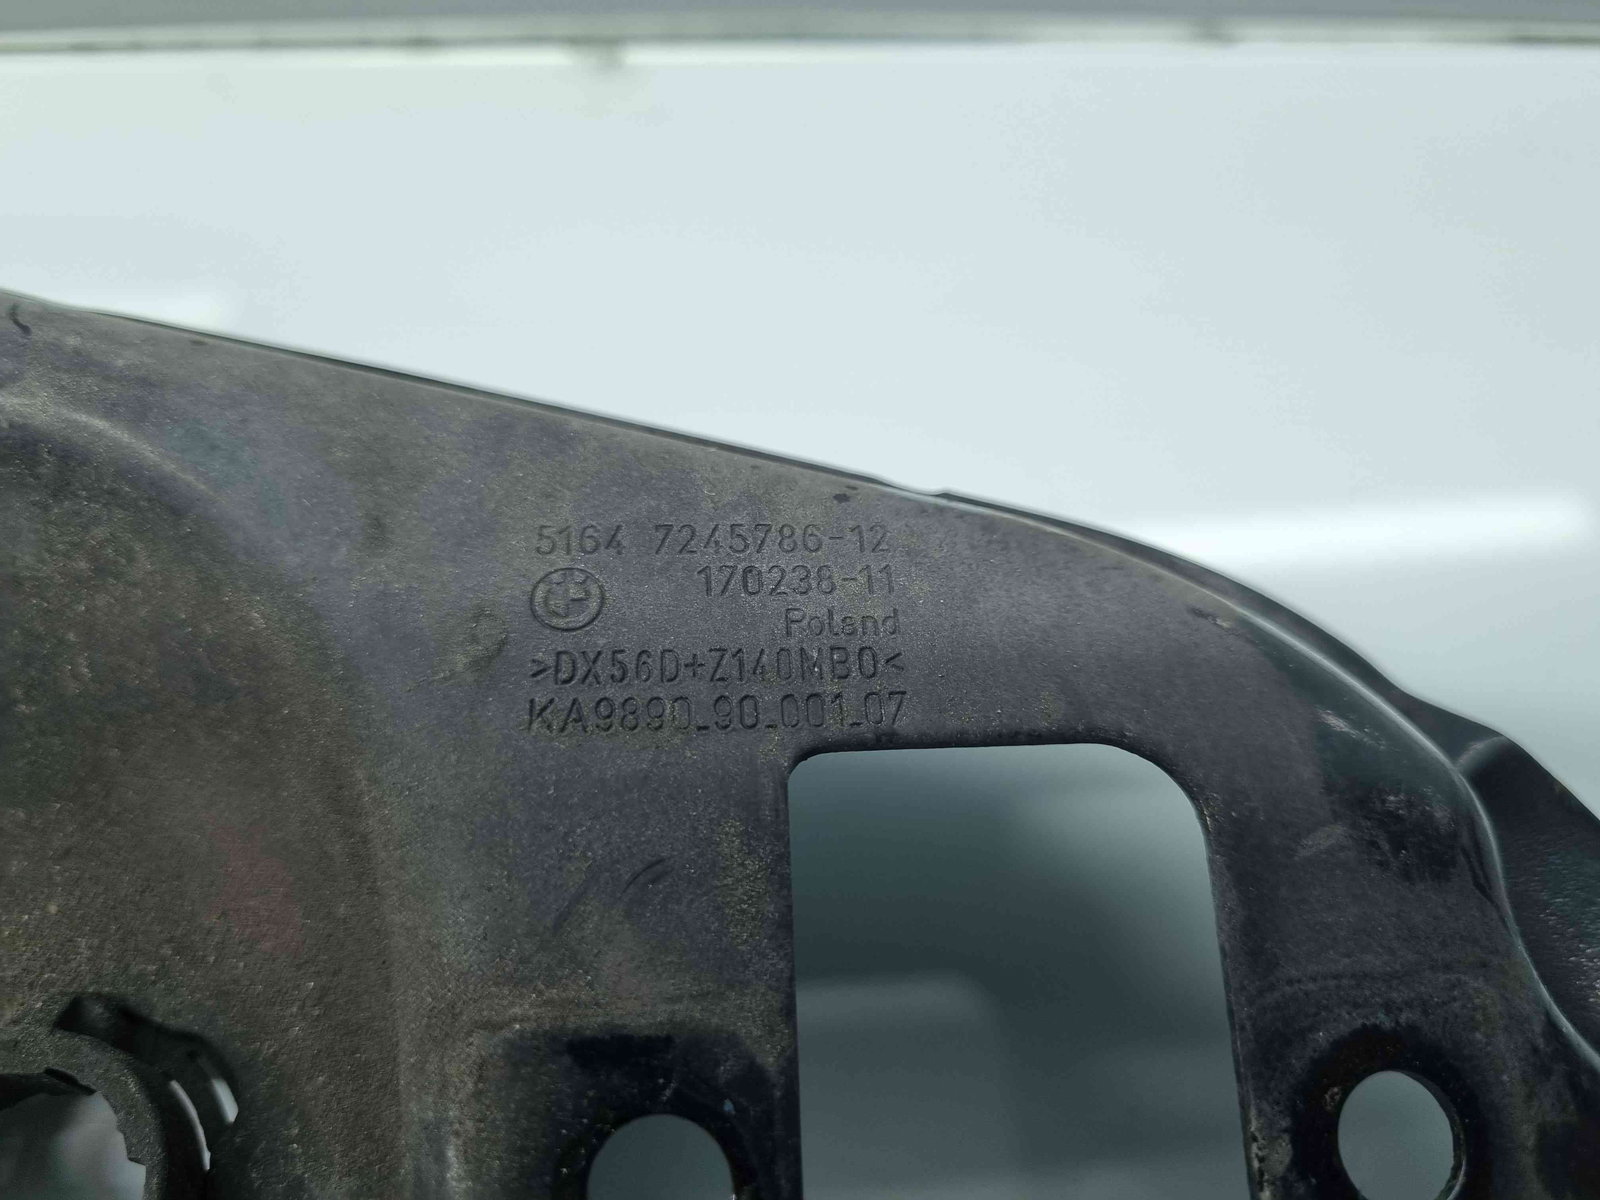 5164 7245786-12
170238-11
Poland
>DX56D+Z140MBO<
KA9890_90_001_07